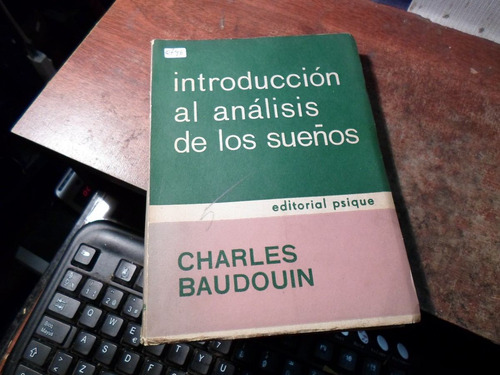 introducción
al análisis
de los sueños
editorial psique
CHARLES
BAUDOUIN